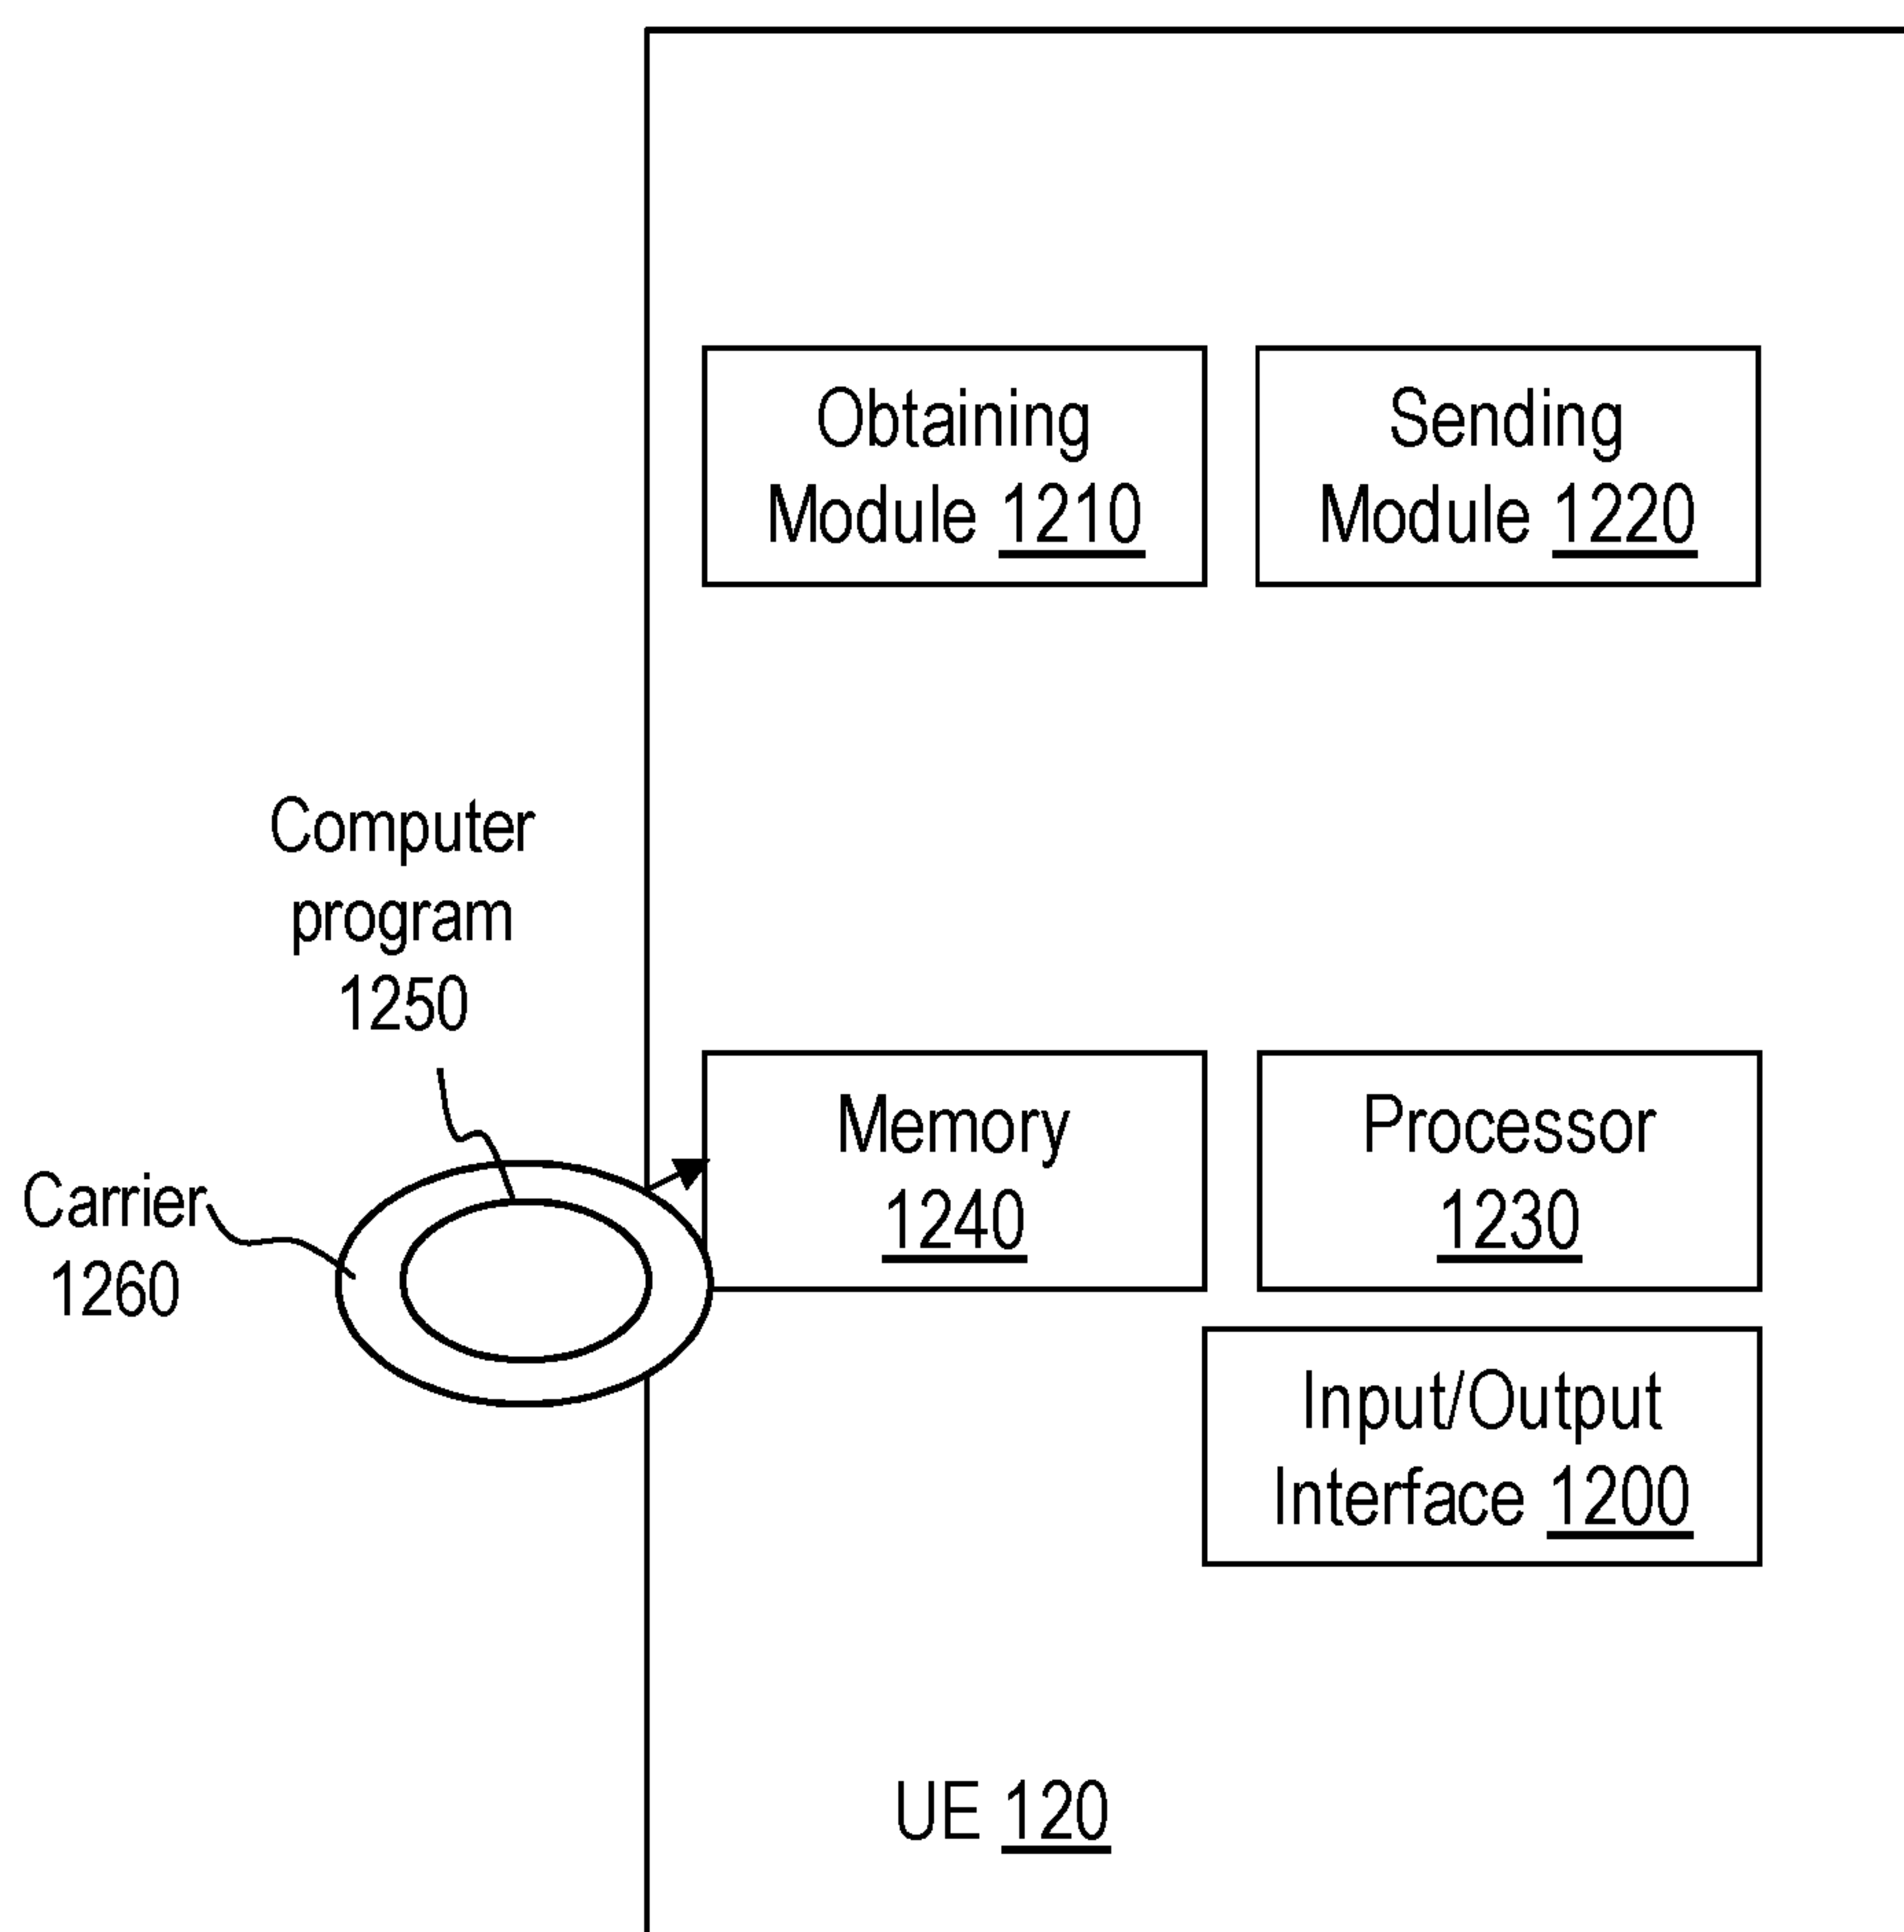 Obtaining
Module 1210
Sending
Module 1220
Computer
program
1250
Carrier
1260
Memory
1240
Processor
1230
Input/Output
Interface 1200
UE 120